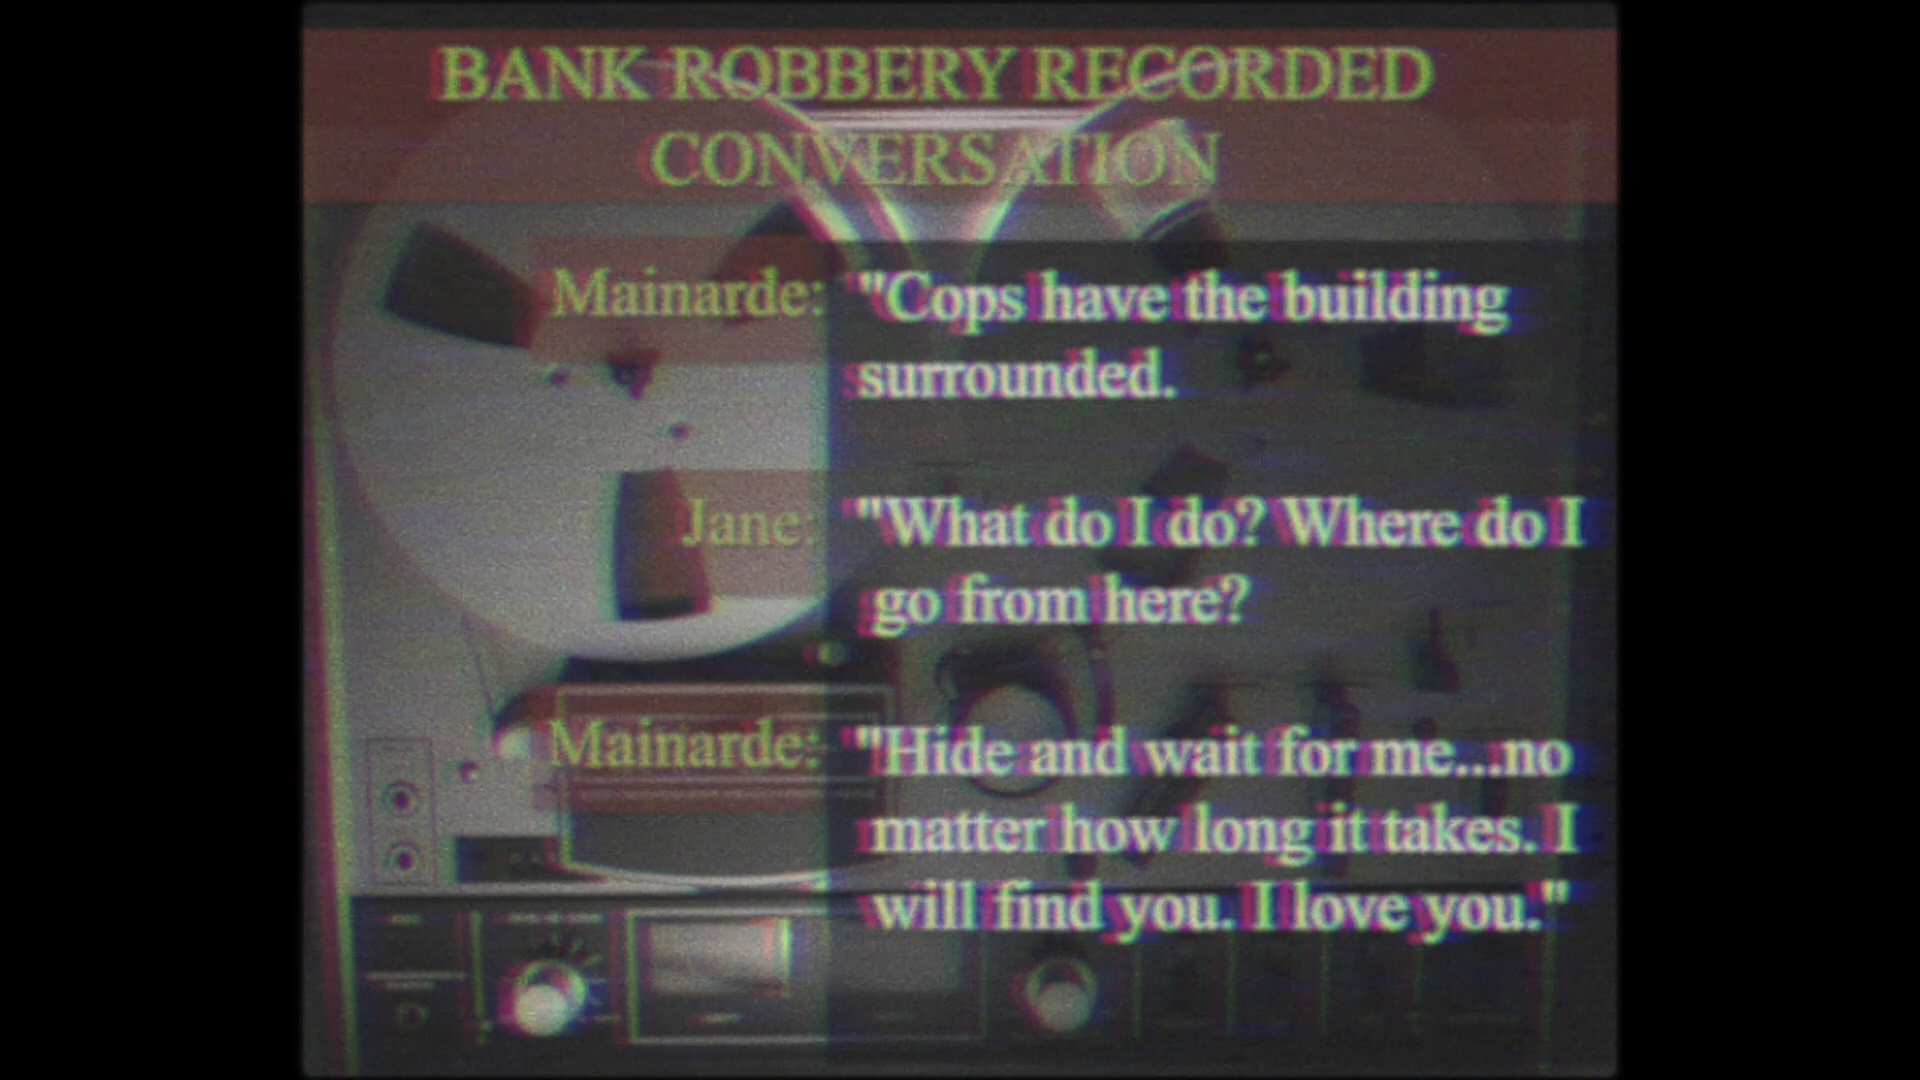 BANK ROBBERY RECORDED
CONVERSATION
Mainarde: "Cops have the building
surrounded.
Jane: "What do I do? Where do I
go from here?
Mainarde: "Hide and wait for me...no
matter how long it takes. I
will find you. I love you."